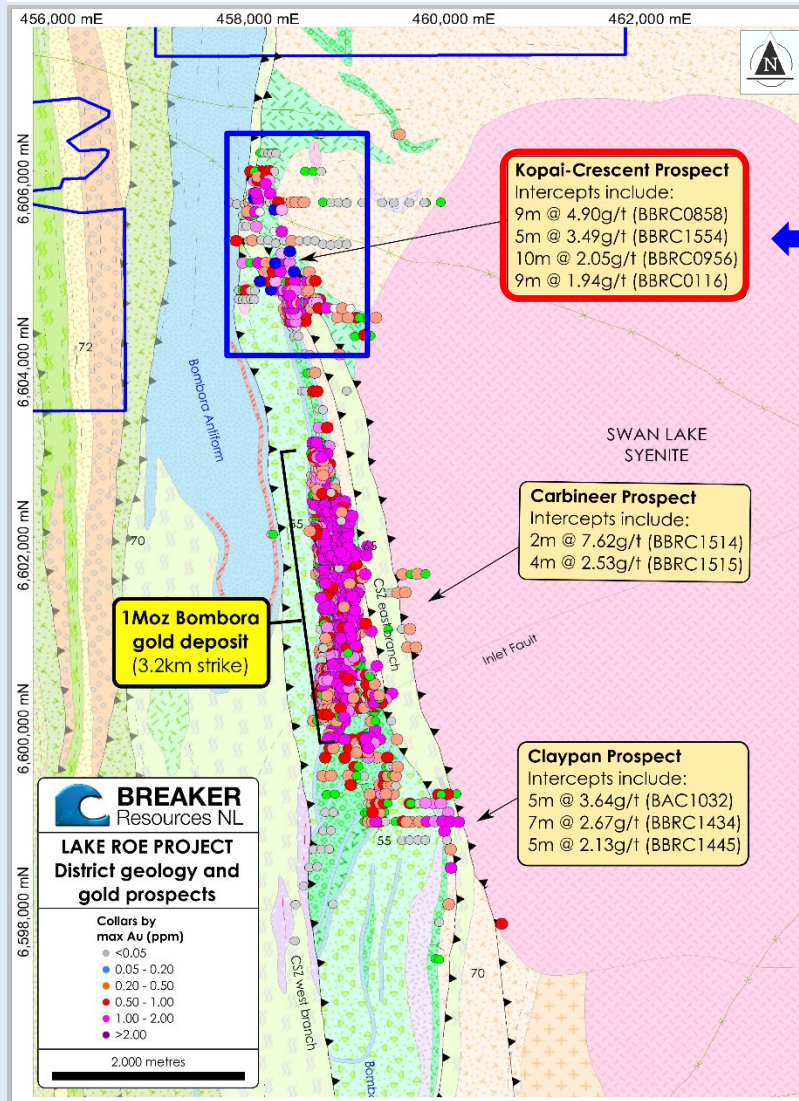 456,000 mE
458,000 mE
460,000 mE
462,000 mE
N
6,606,000 mN
6,604,000 mN
6,602,000 mN
6,600,000 mN
6,598,000 mN
Kopai-Crescent Prospect
Intercepts include:
9m @ 4.90g/t (BBRC0858)
5m @ 3.49g/t (BBRC1554)
10m @ 2.05g/t (BBRC0956)
9m @ 1.94g/t (BBRC0116)
72
Bombora Antiform
SWAN LAKE
SYENITE
Carbineer Prospect
Intercepts include:
2m @ 7.62g/t (BBRC1514)
4m @ 2.53g/t (BBRC1515)
70
CSZ east branch
1Moz Bombora
gold deposit
(3.2km strike)
Inlet Fault
Claypan Prospect
Intercepts include:
5m @ 3.64g/t (BAC1032)
7m @ 2.67g/t (BBRC1434)
5m @ 2.13g/t (BBRC1445)
55
70
CSZ west branch
BREAKER
Resources NL
LAKE ROE PROJECT
District geology and
gold prospects
Collars by
max Au (ppm)
<0.05
0.05 - 0.20
0.20 - 0.50
0.50 - 1.00
1.00 - 2.00
>2.00
2,000 metres